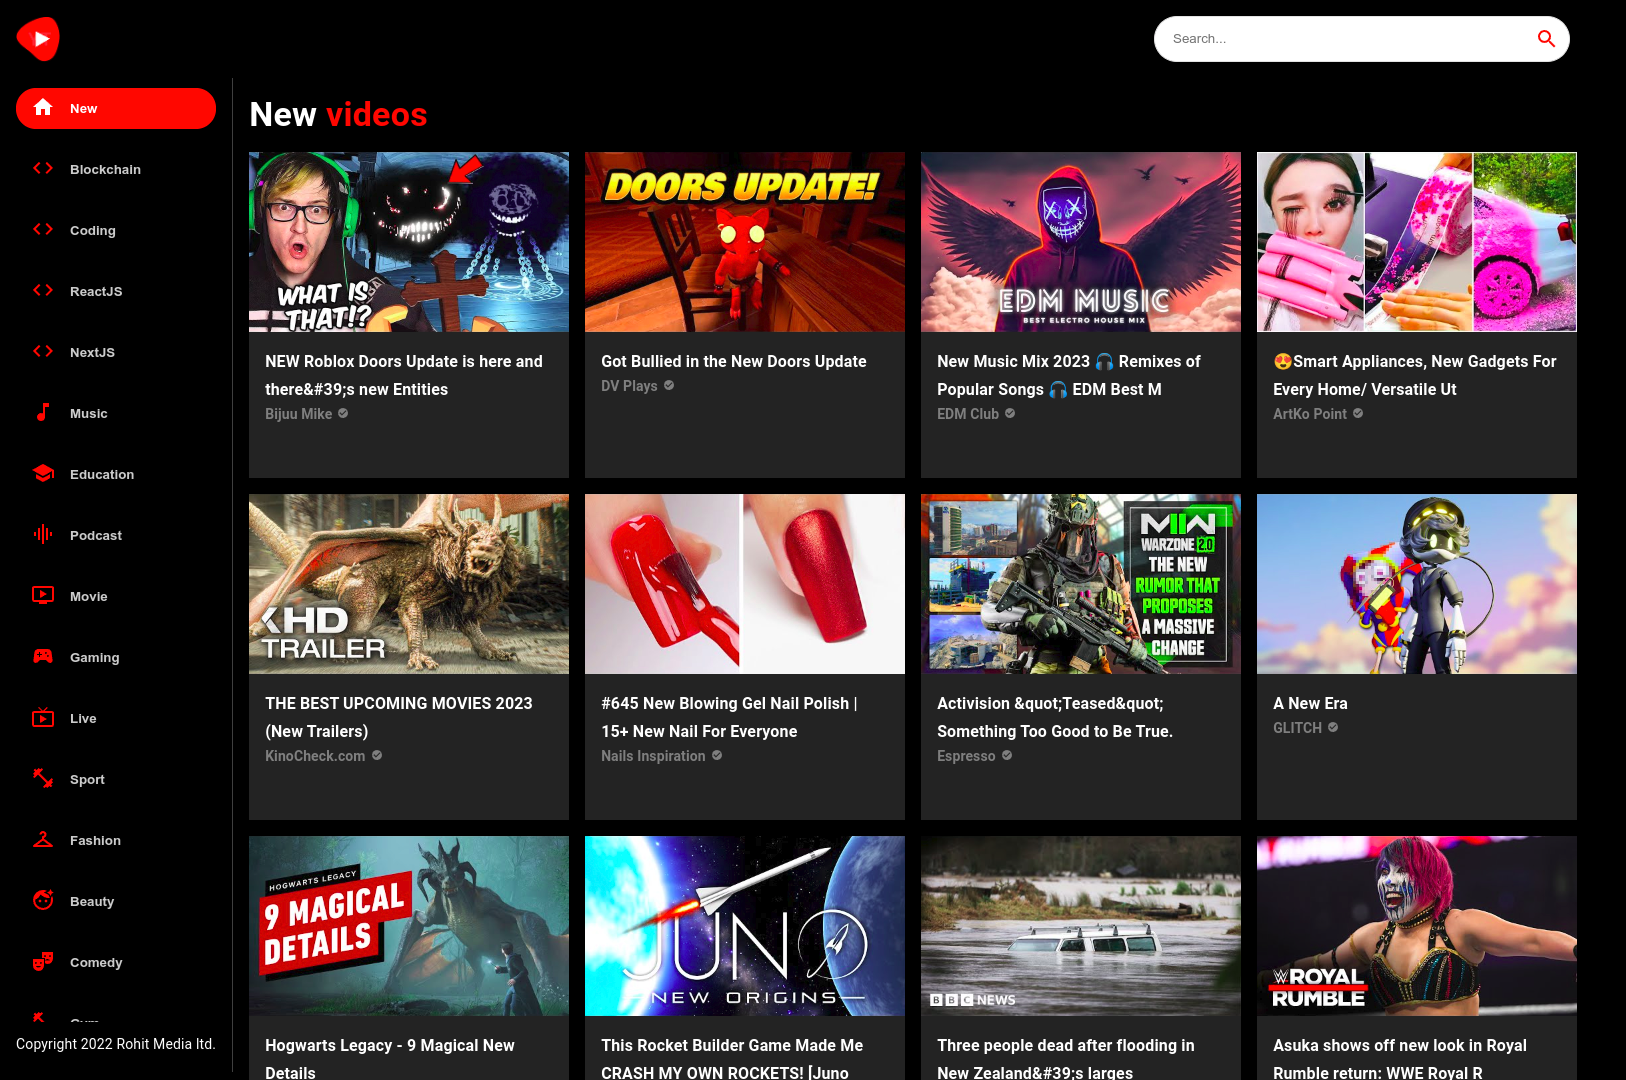 Search...
New
Blockchain
Coding
ReactJS
NextJS
Music
Education
Podcast
Movie
Gaming
Live
Sport
Fashion
Beauty
Comedy
Copyright 2022 Rohit Media ltd.
New videos
WHAT IS
THAT!?
NEW Roblox Doors Update is here and
there&#39;s new Entities
Bijuu Mike
DOORS UPDATE!
Got Bullied in the New Doors Update
DV Plays
EDM MUSIC
BEST ELECTRO HOUSE MIX
New Music Mix 2023 🎧 Remixes of
Popular Songs 🎧 EDM Best M
EDM Club
😍Smart Appliances, New Gadgets For
Every Home/ Versatile Ut
ArtKo Point
KHD
TRAILER
THE BEST UPCOMING MOVIES 2023
(New Trailers)
KinoCheck.com
#645 New Blowing Gel Nail Polish |
15+ New Nail For Everyone
Nails Inspiration
MW
WARZONE 2.0
THE NEW
RUMOR THAT
PROPOSES
A MASSIVE
CHANGE
Activision &quot;Teased&quot;
Something Too Good to Be True.
Espresso
A New Era
GLITCH
HOGWARTS LEGACY
9 MAGICAL
DETAILS
Hogwarts Legacy - 9 Magical New
Details
JUNO
NEW ORIGINS
This Rocket Builder Game Made Me
CRASH MY OWN ROCKETS! [Juno
BBC NEWS
Three people dead after flooding in
New Zealand&#39;s larges
ROYAL
RUMBLE
Asuka shows off new look in Royal
Rumble return: WWE Royal R